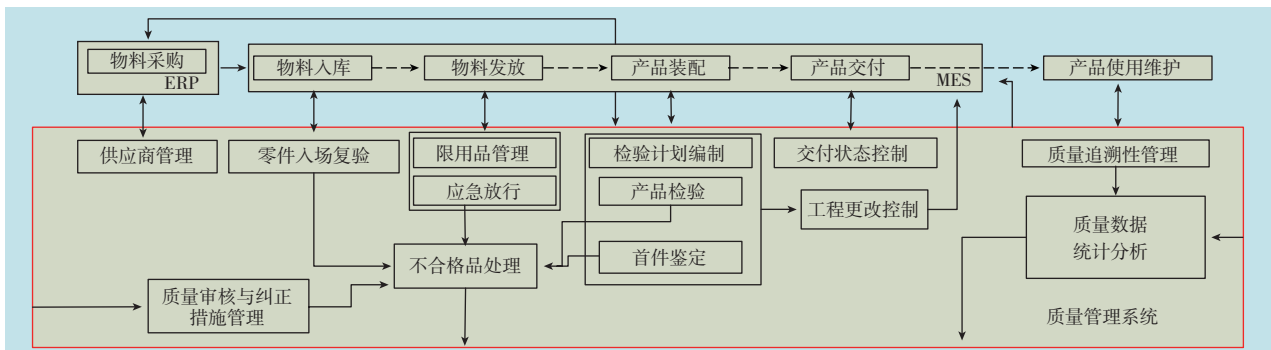 物料采购
ERP
物料入库
物料发放
产品装配
产品交付
MES
产品使用维护
供应商管理
零件入场复验
限用品管理
应急放行
检验计划编制
产品检验
首件鉴定
交付状态控制
工程更改控制
质量追溯性管理
质量数据
统计分析
不合格品处理
质量审核与纠正
措施管理
质量管理系统